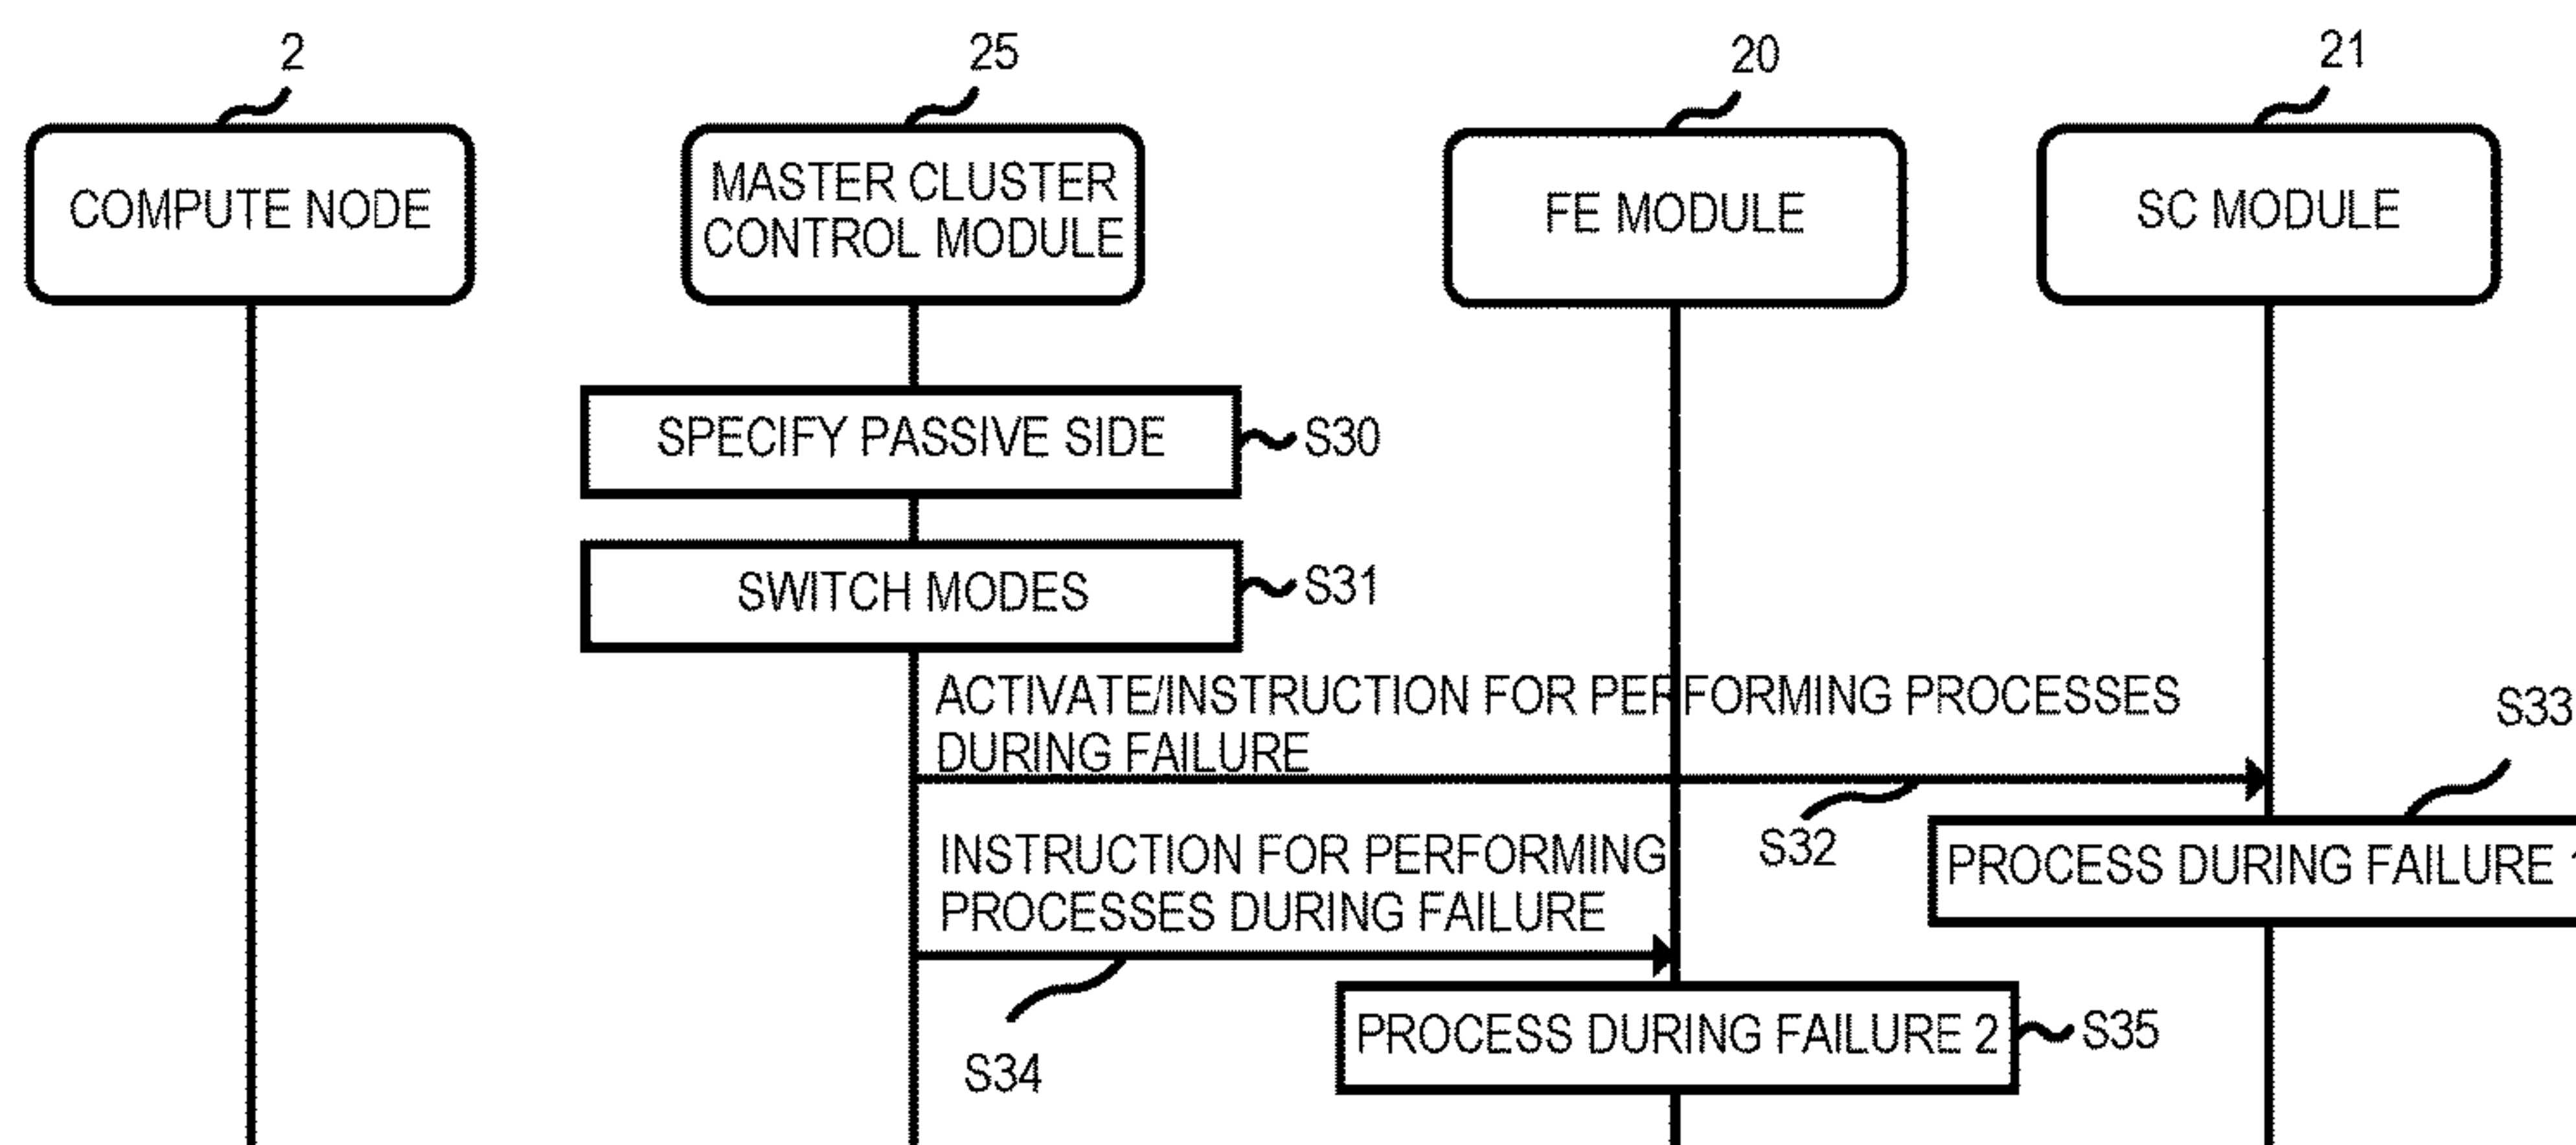 2
25
20
21
COMPUTE NODE
MASTER CLUSTER
CONTROL MODULE
FE MODULE
SC MODULE
SPECIFY PASSIVE SIDE
S30
SWITCH MODES
S31
ACTIVATE/INSTRUCTION FOR PERFORMING PROCESSES
DURING FAILURE
S33
S32
INSTRUCTION FOR PERFORMING
PROCESSES DURING FAILURE
PROCESS DURING FAILURE 1
S34
PROCESS DURING FAILURE 2
S35